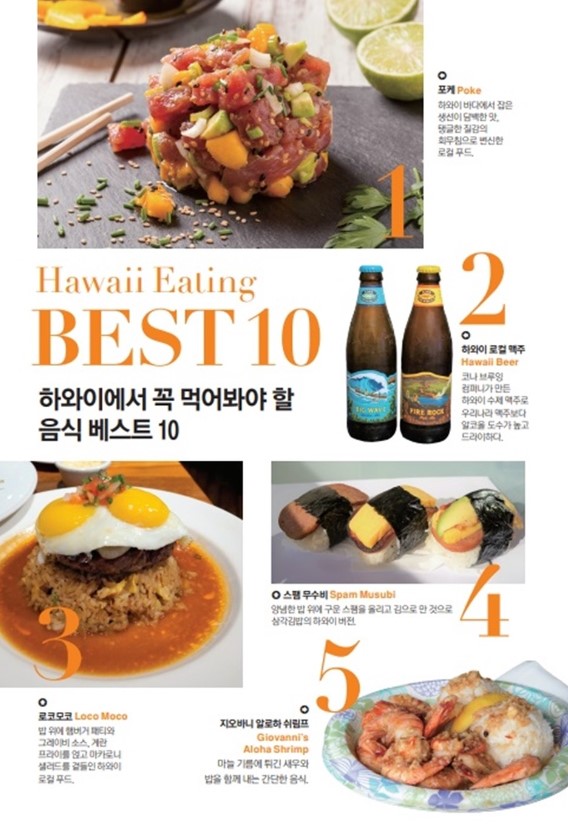 1
포케 Poke
하와이 바다에서 잡은
생선이 담백한 맛,
탱글한 질감의
회무침으로 변신한
로컬 푸드.
Hawaii Eating
BEST 10
하와이에서 꼭 먹어봐야 할
음식 베스트 10
2
하와이 로컬 맥주
Hawaii Beer
코나 브루잉
컴퍼니가 만든
하와이 수제 맥주로
우리나라 맥주보다
알코올 도수가 높고
드라이하다.
BIG WAVE
FIRE ROCK
3
로코모코 Loco Moco
밥 위에 햄버거 패티와
그레이비 소스, 계란
프라이를 얹고 마카로니
샐러드를 곁들인 하와이
로컬 푸드.
4
스팸 무수비 Spam Musubi
양념한 밥 위에 구운 스팸을 올리고 김으로 만 것으로
삼각김밥의 하와이 버전.
5
지오바니 알로하 쉬림프
Giovanni's
Aloha Shrimp
마늘 기름에 튀긴 새우와
밥을 함께 내는 간단한 음식.